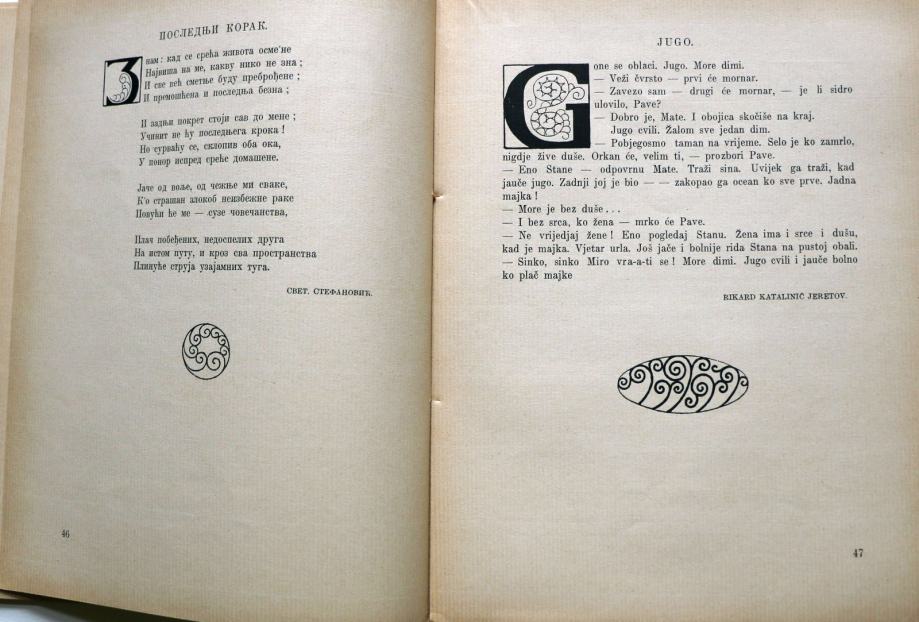 ПОСЛЕДЊИ КОРАК.
Знам: кад се срећа живота осме'не
Највиша на ме, какву нико не зна;
И све већ сметње буду преброђене;
И премошћена и последња безна;
И задњи покрет стоји сав до мене;
Учинит не ћу последњега крока!
Но сурваћу се, склопив оба ока,
У понор испред среће домашене.
Јаче од воље, од чежње ми сваке,
К'о страшан злокоб неизбежне раке
Повући ће ме — сузе човечанства,
Плач побеђених, недоспелих друга
На истом путу, и кроз сва пространства
Плинуће струја узајамних туга.
СВЕТ. СТЕФАНОВИЋ.
46
JUGO.
Gone se oblaci. Jugo. More dimi.
— Veži čvrsto — prvi će mornar.
— Zavezo sam — drugi će mornar, — je li sidro
ulovilo, Pave?
— Dobro je, Mate. I obojica skočiše na kraj.
Jugo cvili. Žalom sve jedan dim.
— Pobjegosmo taman na vrijeme. Selo je ko zamrlo,
nigdje žive duše. Orkan će, velim ti, — prozbori Pave.
— Eno Stane — odpovrnu Mate. Traži sina. Uvijek ga traži, kad
jauče jugo. Zadnji joj je bio — — zakopao ga ocean ko sve prve. Jadna
majka!
— More je bez duše...
— I bez srca, ko žena — mrko će Pave.
— Ne vrijedjaj žene! Eno pogledaj Stanu. Žena ima i srce i dušu,
kad je majka. Vjetar urla. Još jače i bolnije rida Stana na pustoj obali.
— Sinko, sinko Miro vra-a-ti se! More dimi. Jugo cvili i jauče bolno
ko plač majke
RIKARD KATALINIĆ JERETOV.
47